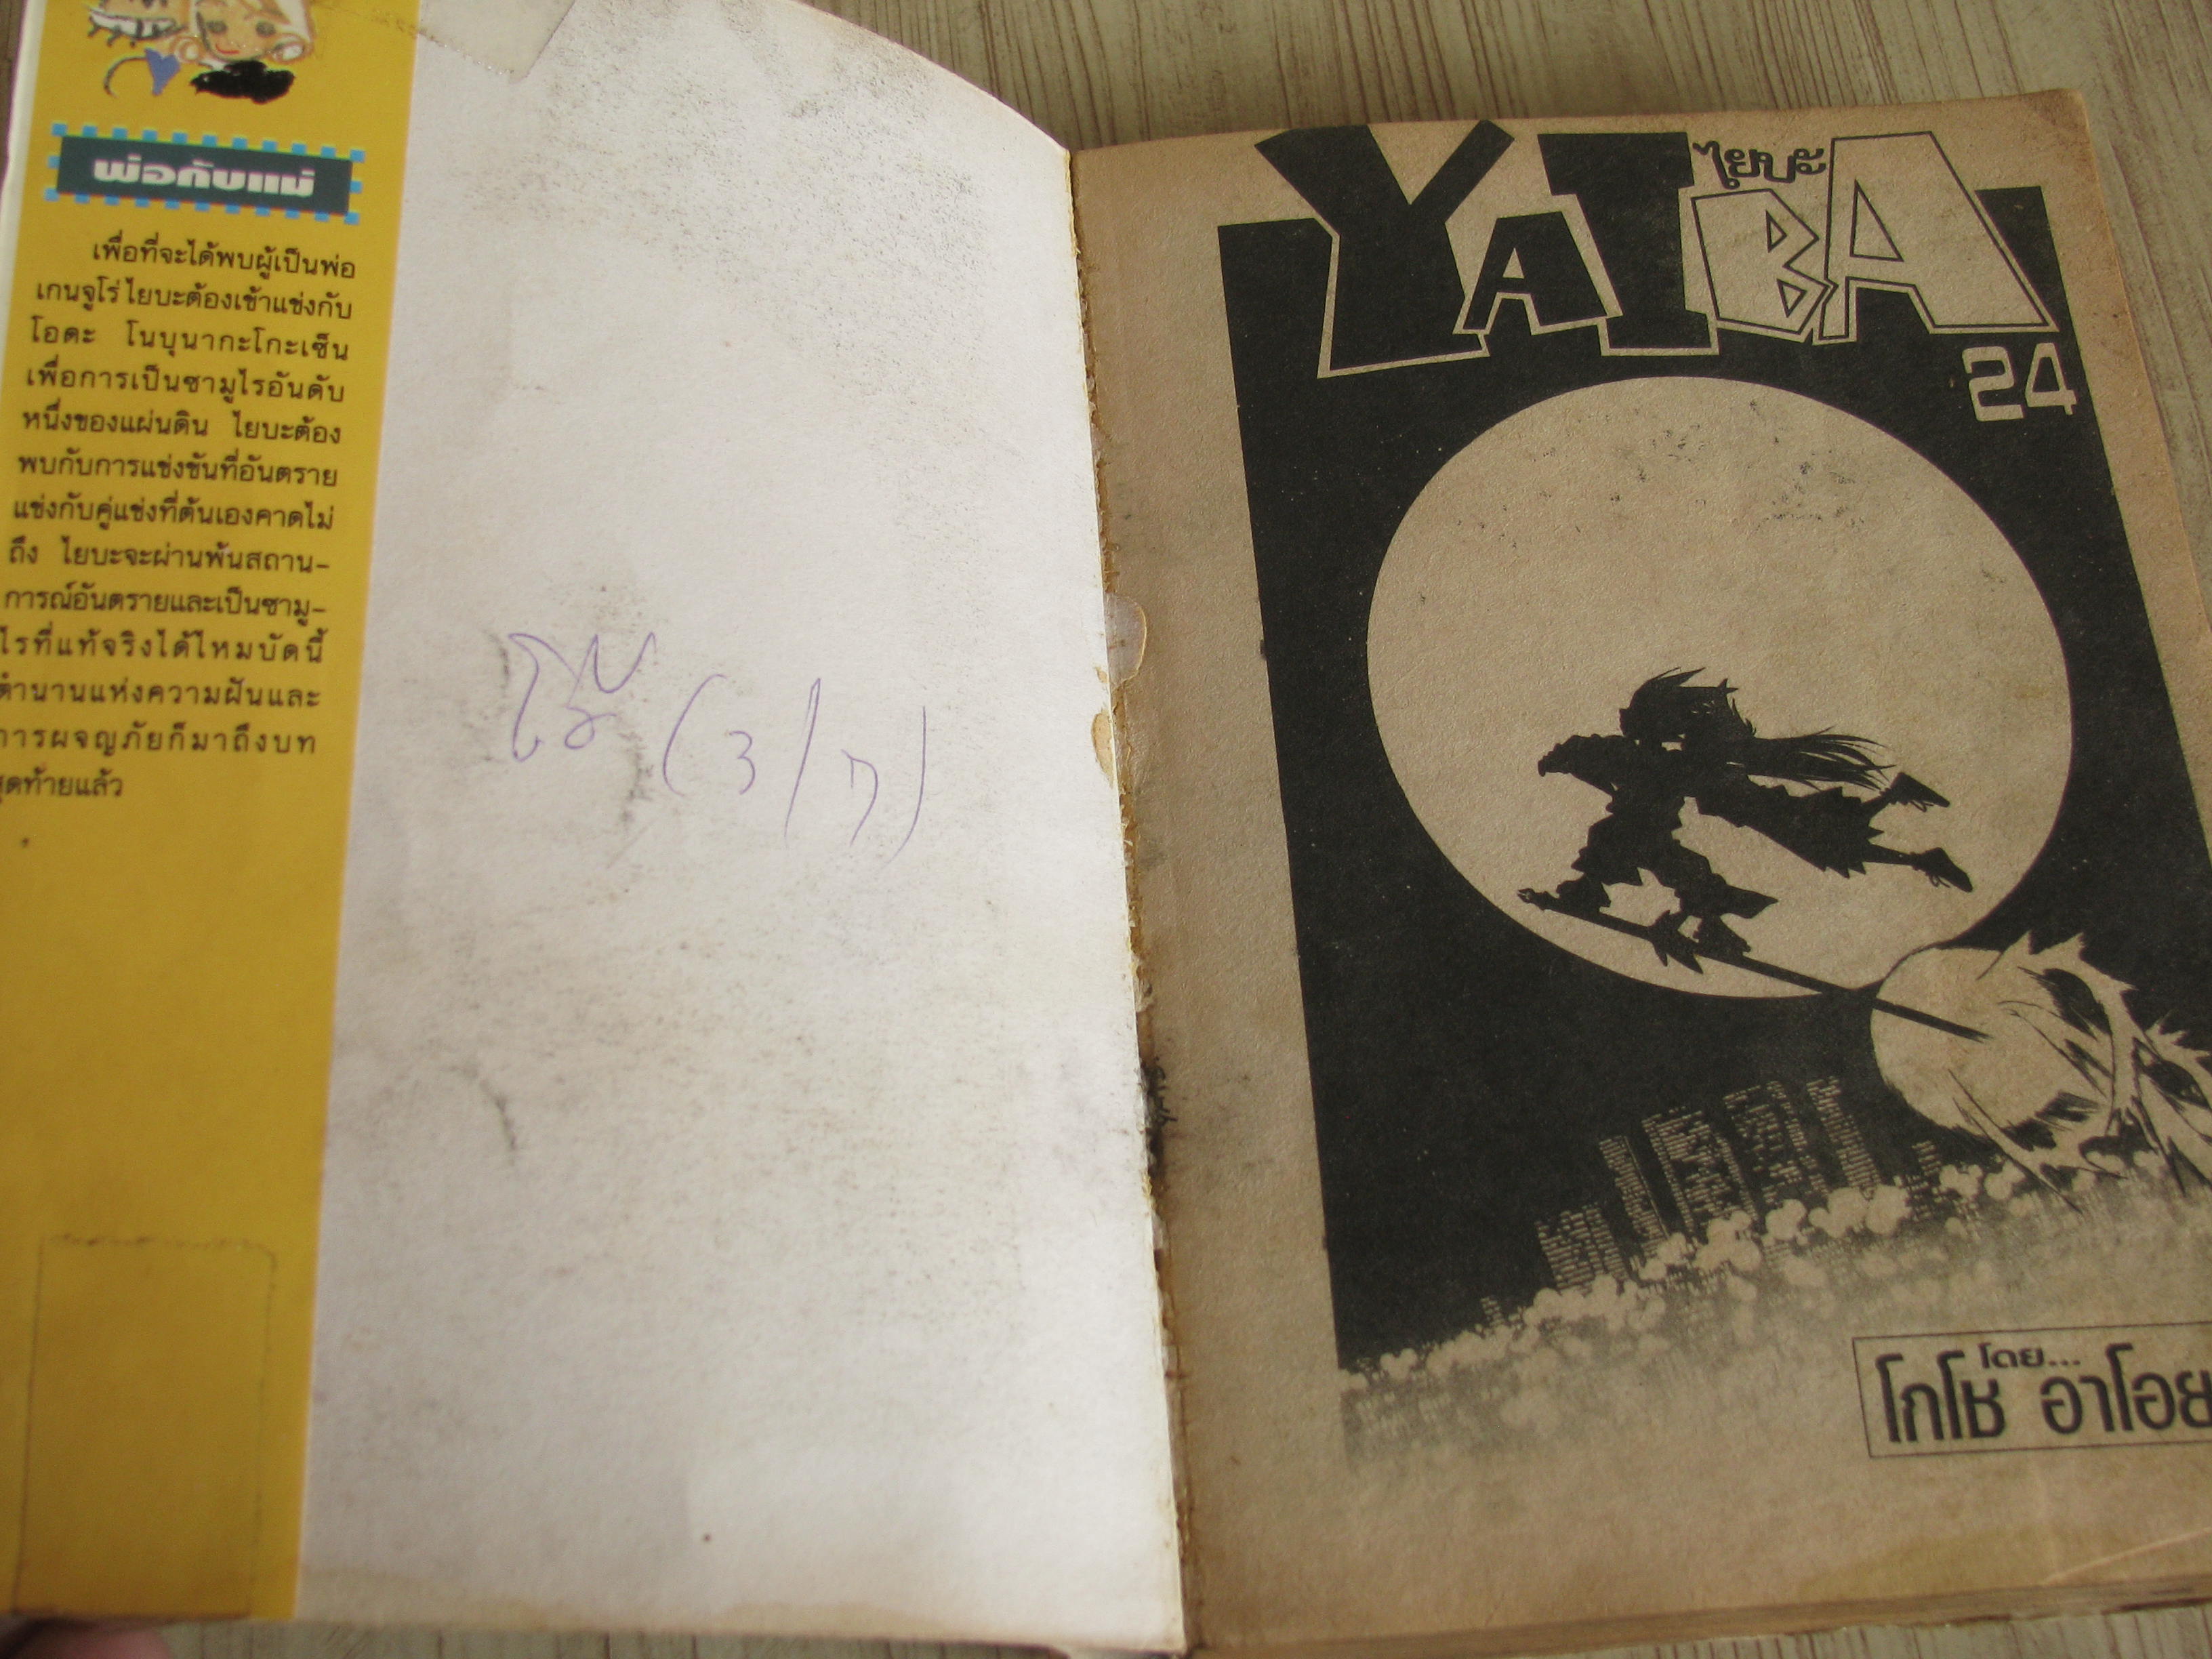 พ่อกับแม่
เพื่อที่จะได้พบผู้เป็นพ่อ
เกนจูโร่ ไยบะต้องเข้าแข่งกับ
โอดะ โนบุนากะโกะเซ็น
เพื่อการเป็นซามูไรอันดับ
หนึ่งของแผ่นดิน ไยบะต้อง
พบกับการแข่งขันที่อันตราย
แข่งกับคู่แข่งที่ต้นเองคาดไม่
ถึง ไยบะจะผ่านพ้นสถาน-
การณ์อันตรายและเป็นซามู-
ไรที่แท้จริงได้ไหมบัดนี้
ตำนานแห่งความฝันและ
การผจญภัยก็มาถึงบท
สุดท้ายแล้ว
(3/7)
YAIBA
ไยบะ
24
โดย...
โกโช อาโอย